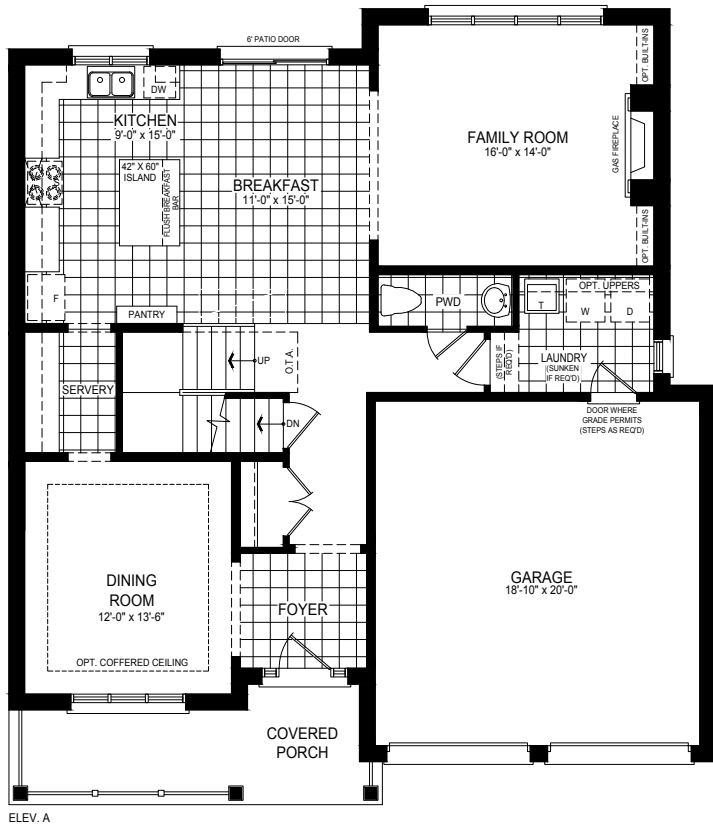 6' PATIO DOOR
OPT. BUILT-INS
DW
KITCHEN
9'-0" x 15'-0"
FAMILY ROOM
16'-0" x 14'-0"
GAS FIREPLACE
42" X 60"
ISLAND
FLUSH BREAKFAST
BAR
BREAKFAST
11'-0" x 15'-0"
OPT. BUILT-INS
F
PANTRY
PWD
OPT. UPPERS
T
W
D
UP
O.T.A.
(STEPS IF
REQ'D)
LAUNDRY
(SUNKEN
IF REQ'D)
SERVERY
DN
DOOR WHERE
GRADE PERMITS
(STEPS AS REQ'D)
DINING
ROOM
12'-0" x 13'-6"
OPT. COFFERED CEILING
FOYER
GARAGE
18'-10" x 20'-0"
COVERED
PORCH
ELEV. A